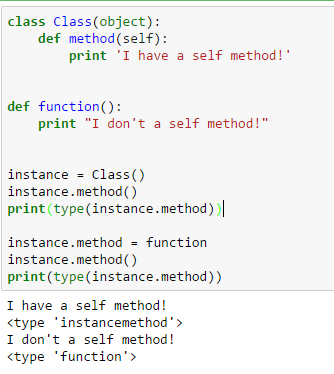 class Class(object):
    def method(self):
        print 'I have a self method!'
def function():
    print "I don't a self method!"
instance = Class()
instance.method()
print(type(instance.method))
instance.method = function
instance.method()
print(type(instance.method))
I have a self method!
<type 'instancemethod'>
I don't a self method!
<type 'function'>